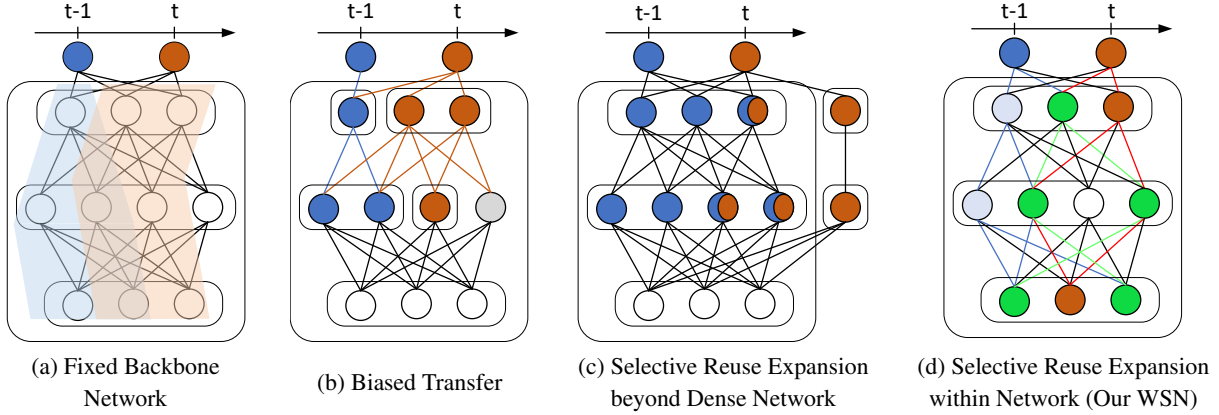 t-1 t
t-1 t
t-1 t
t-1 t
(a) Fixed Backbone
Network
(b) Biased Transfer
(c) Selective Reuse Expansion
beyond Dense Network
(d) Selective Reuse Expansion
within Network (Our WSN)